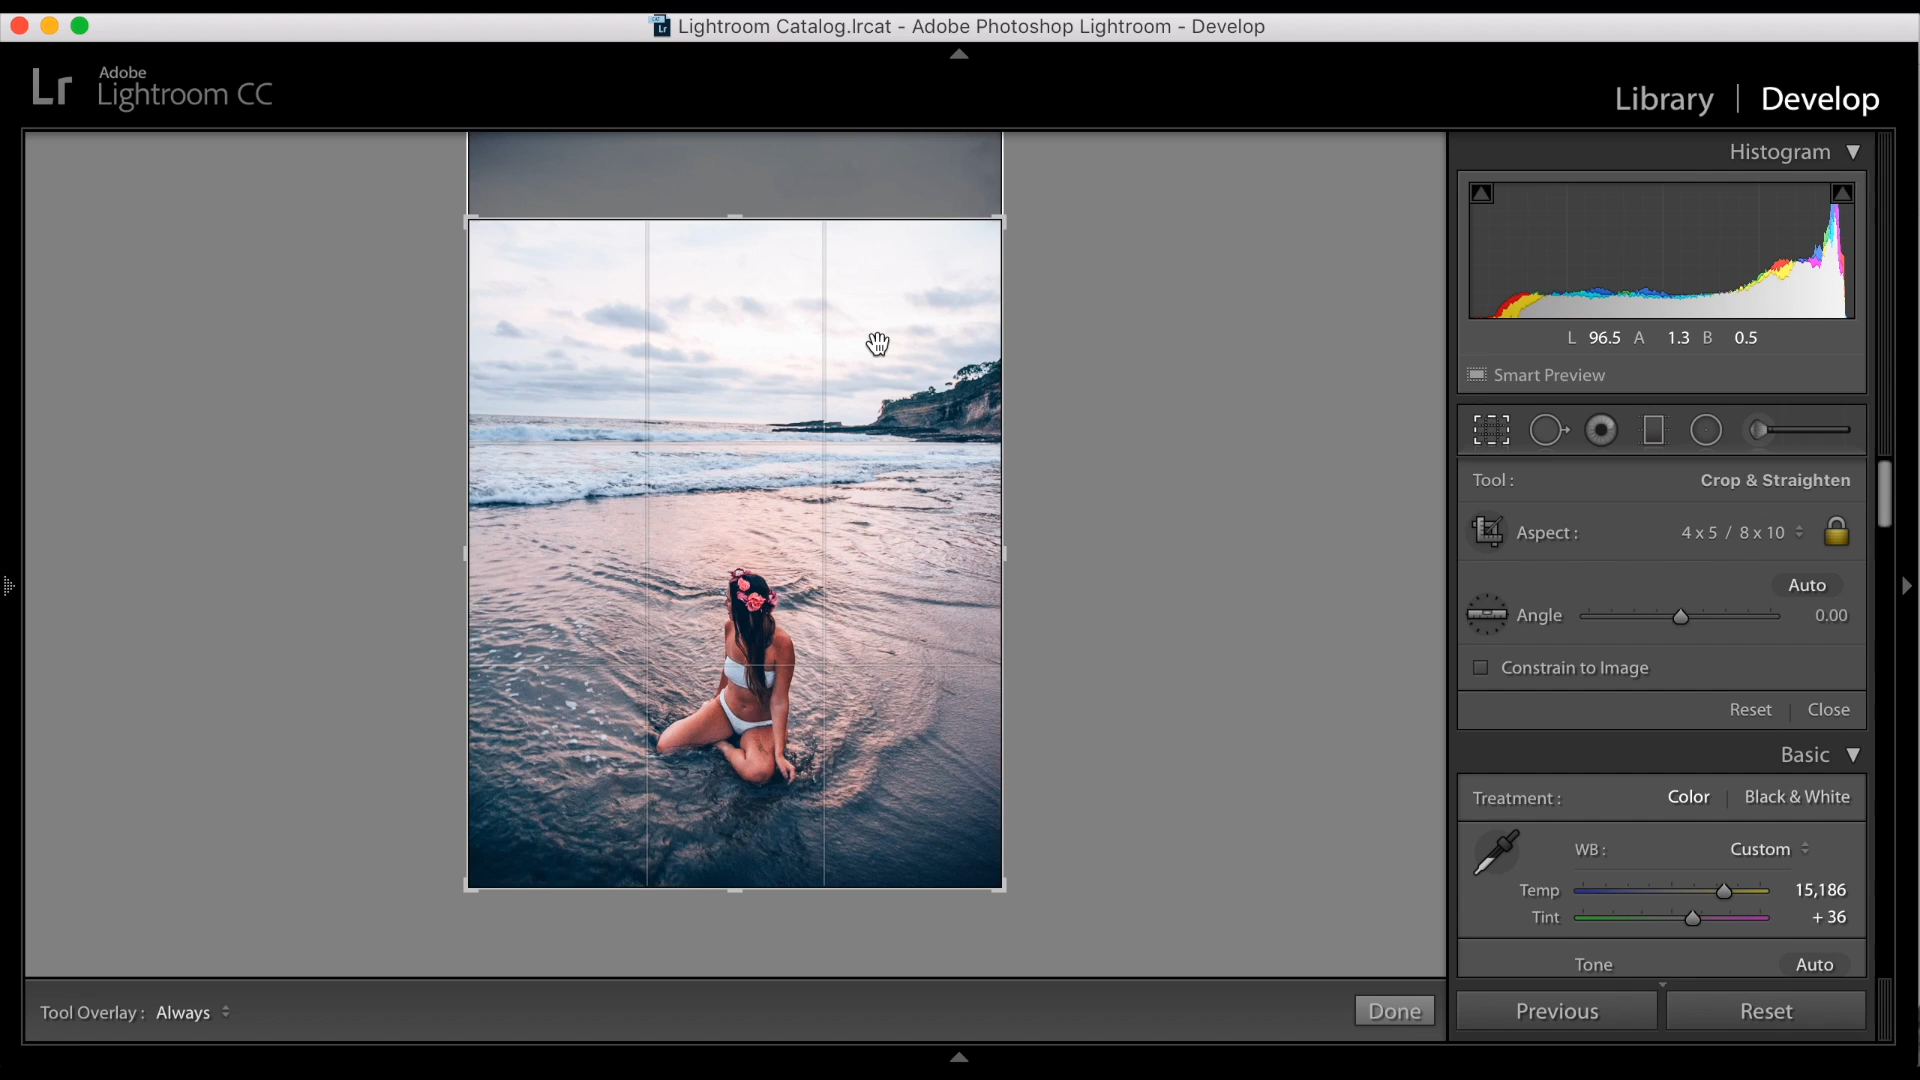 Lightroom Catalog.lrcat - Adobe Photoshop Lightroom - Develop
Lr Adobe
Lightroom CC
Library | Develop
Histogram
L 96.5 A 1.3 B 0.5
Smart Preview
Tool : Crop & Straighten
Aspect : 4 x 5 / 8 x 10
Auto
Angle 0.00
Constrain to Image
Reset Close
Basic
Treatment : Color Black & White
WB : Custom
Temp 15,186
Tint + 36
Tone Auto
Tool Overlay : Always Done Previous Reset